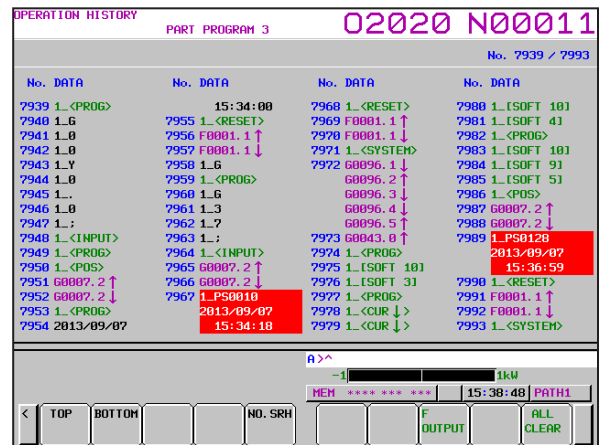 OPERATION HISTORY
PART PROGRAM 3
O2020 N00011
No. 7939 / 7993
No. DATA
7939 1_<PROG>
7940 1_G
7941 1_0
7942 1_0
7943 1_Y
7944 1_0
7945 1_.
7946 1_0
7947 1_;
7948 1_<INPUT>
7949 1_<PROG>
7950 1_<POS>
7951 G0007.2↑
7952 G0007.2↓
7953 1_<PROG>
7954 2013/09/07
No. DATA
15:34:00
7955 1_<RESET>
7956 F0001.1↑
7957 F0001.1↓
7958 1_G
7959 1_<PROG>
7960 1_G
7961 1_3
7962 1_7
7963 1_;
7964 1_<INPUT>
7965 G0007.2↑
7966 G0007.2↓
7967 1_PS0010
2013/09/07
15:34:18
No. DATA
7968 1_<RESET>
7969 F0001.1↑
7970 F0001.1↓
7971 1_<SYSTEM>
7972 G0096.1↓
G0096.2↑
G0096.3↓
G0096.4↓
G0096.5↑
7973 G0043.0↑
7974 1_<PROG>
7975 1_[SOFT 10]
7976 1_[SOFT 3]
7977 1_<PROG>
7978 1_<CUR↓>
7979 1_<CUR↓>
No. DATA
7980 1_[SOFT 10]
7981 1_[SOFT 4]
7982 1_<PROG>
7983 1_[SOFT 10]
7984 1_[SOFT 9]
7985 1_[SOFT 5]
7986 1_<POS>
7987 G0007.2↑
7988 G0007.2↓
7989 1_PS0128
2013/09/07
15:36:59
7990 1_<RESET>
7991 F0001.1↑
7992 F0001.1↓
7993 1_<SYSTEM>
A>^
-1 1kW
MEM **** *** *** 15:38:48 PATH1
< TOP BOTTOM NO.SRH F OUTPUT ALL CLEAR